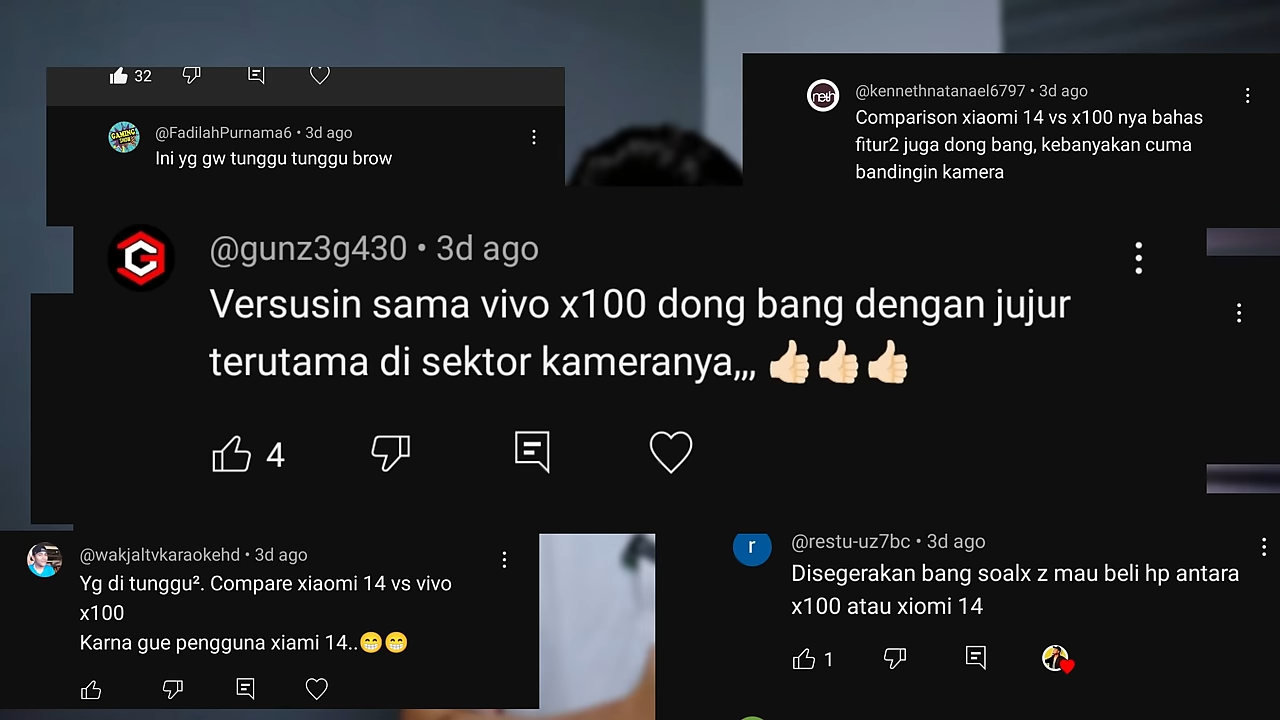 32
@FadilahPurnama6 • 3d ago
Ini yg gw tunggu tunggu brow
@kennethnatanael6797 • 3d ago
Comparison xiaomi 14 vs x100 nya bahas
fitur2 juga dong bang, kebanyakan cuma
bandingin kamera
@gunz3g430 • 3d ago
Versusin sama vivo x100 dong bang dengan jujur
terutama di sektor kameranya,,, 👍🏻👍🏻👍🏻
4
@wakjaltvkaraokehd • 3d ago
Yg di tunggu². Compare xiaomi 14 vs vivo
x100
Karna gue pengguna xiami 14..😁😁
r
@restu-uz7bc • 3d ago
Disegerakan bang soalx z mau beli hp antara
x100 atau xiomi 14
1